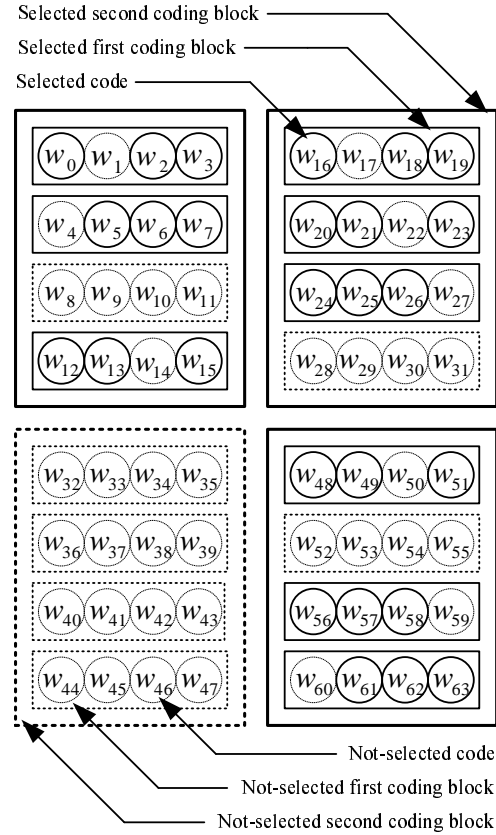 Selected second coding block
Selected first coding block
Selected code
w0 w1 w2 w3
w4 w5 w6 w7
w8 w9 w10 w11
w12 w13 w14 w15
w16 w17 w18 w19
w20 w21 w22 w23
w24 w25 w26 w27
w28 w29 w30 w31
w32 w33 w34 w35
w36 w37 w38 w39
w40 w41 w42 w43
w44 w45 w46 w47
w48 w49 w50 w51
w52 w53 w54 w55
w56 w57 w58 w59
w60 w61 w62 w63
Not-selected code
Not-selected first coding block
Not-selected second coding block